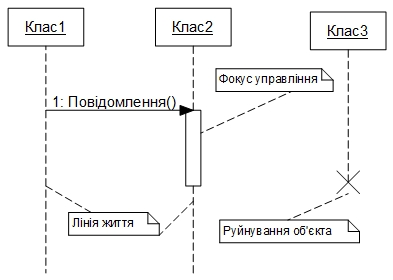 Клас1
Клас2
Клас3
Фокус управління
1: Повідомлення()
Лінія життя
Руйнування об'єкта